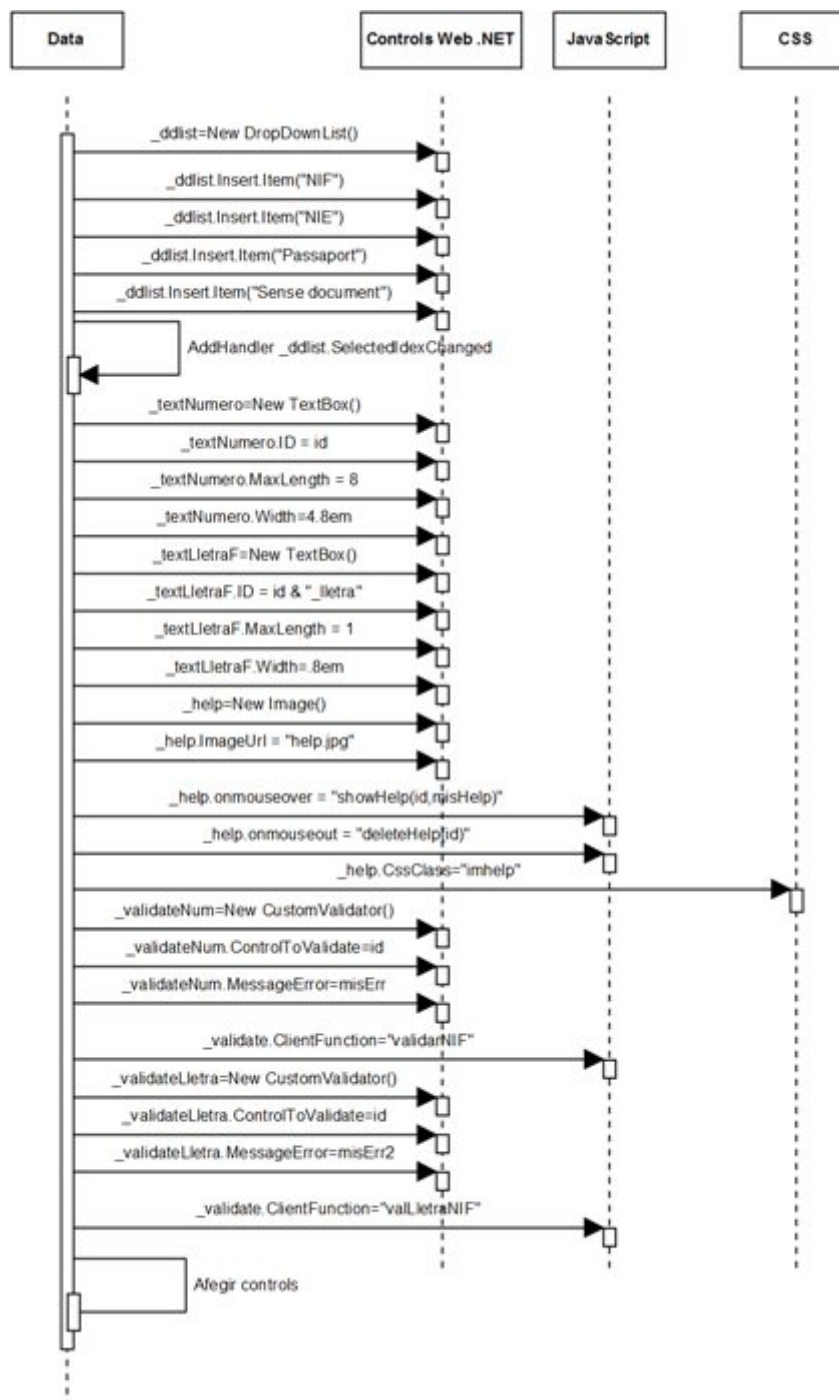 Data
Controls Web .NET
JavaScript
CSS
_ddlist=New DropDownList()
_ddlist.Insert.Item("NIF")
_ddlist.Insert.Item("NIE")
_ddlist.Insert.Item("Passaport")
_ddlist.Insert.Item("Sense document")
AddHandler _ddlist.SelectedIdexChanged
_textNumero=New TextBox()
_textNumero.ID = id
_textNumero.MaxLength = 8
_textNumero.Width=4.8em
_textLletraF=New TextBox()
_textLletraF.ID = id & "_lletra"
_textLletraF.MaxLength = 1
_textLletraF.Width=.8em
_help=New Image()
_help.ImageUrl = "help.jpg"
_help.onmouseover = "showHelp(id,misHelp)"
_help.onmouseout = "deleteHelp(id)"
_help.CssClass="imhelp"
_validateNum=New CustomValidator()
_validateNum.ControlToValidate=id
_validateNum.MessageError=misErr
_validate.ClientFunction="validarNIF"
_validateLletra=New CustomValidator()
_validateLletra.ControlToValidate=id
_validateLletra.MessageError=misErr2
_validate.ClientFunction="valLletraNIF"
Afegir controls